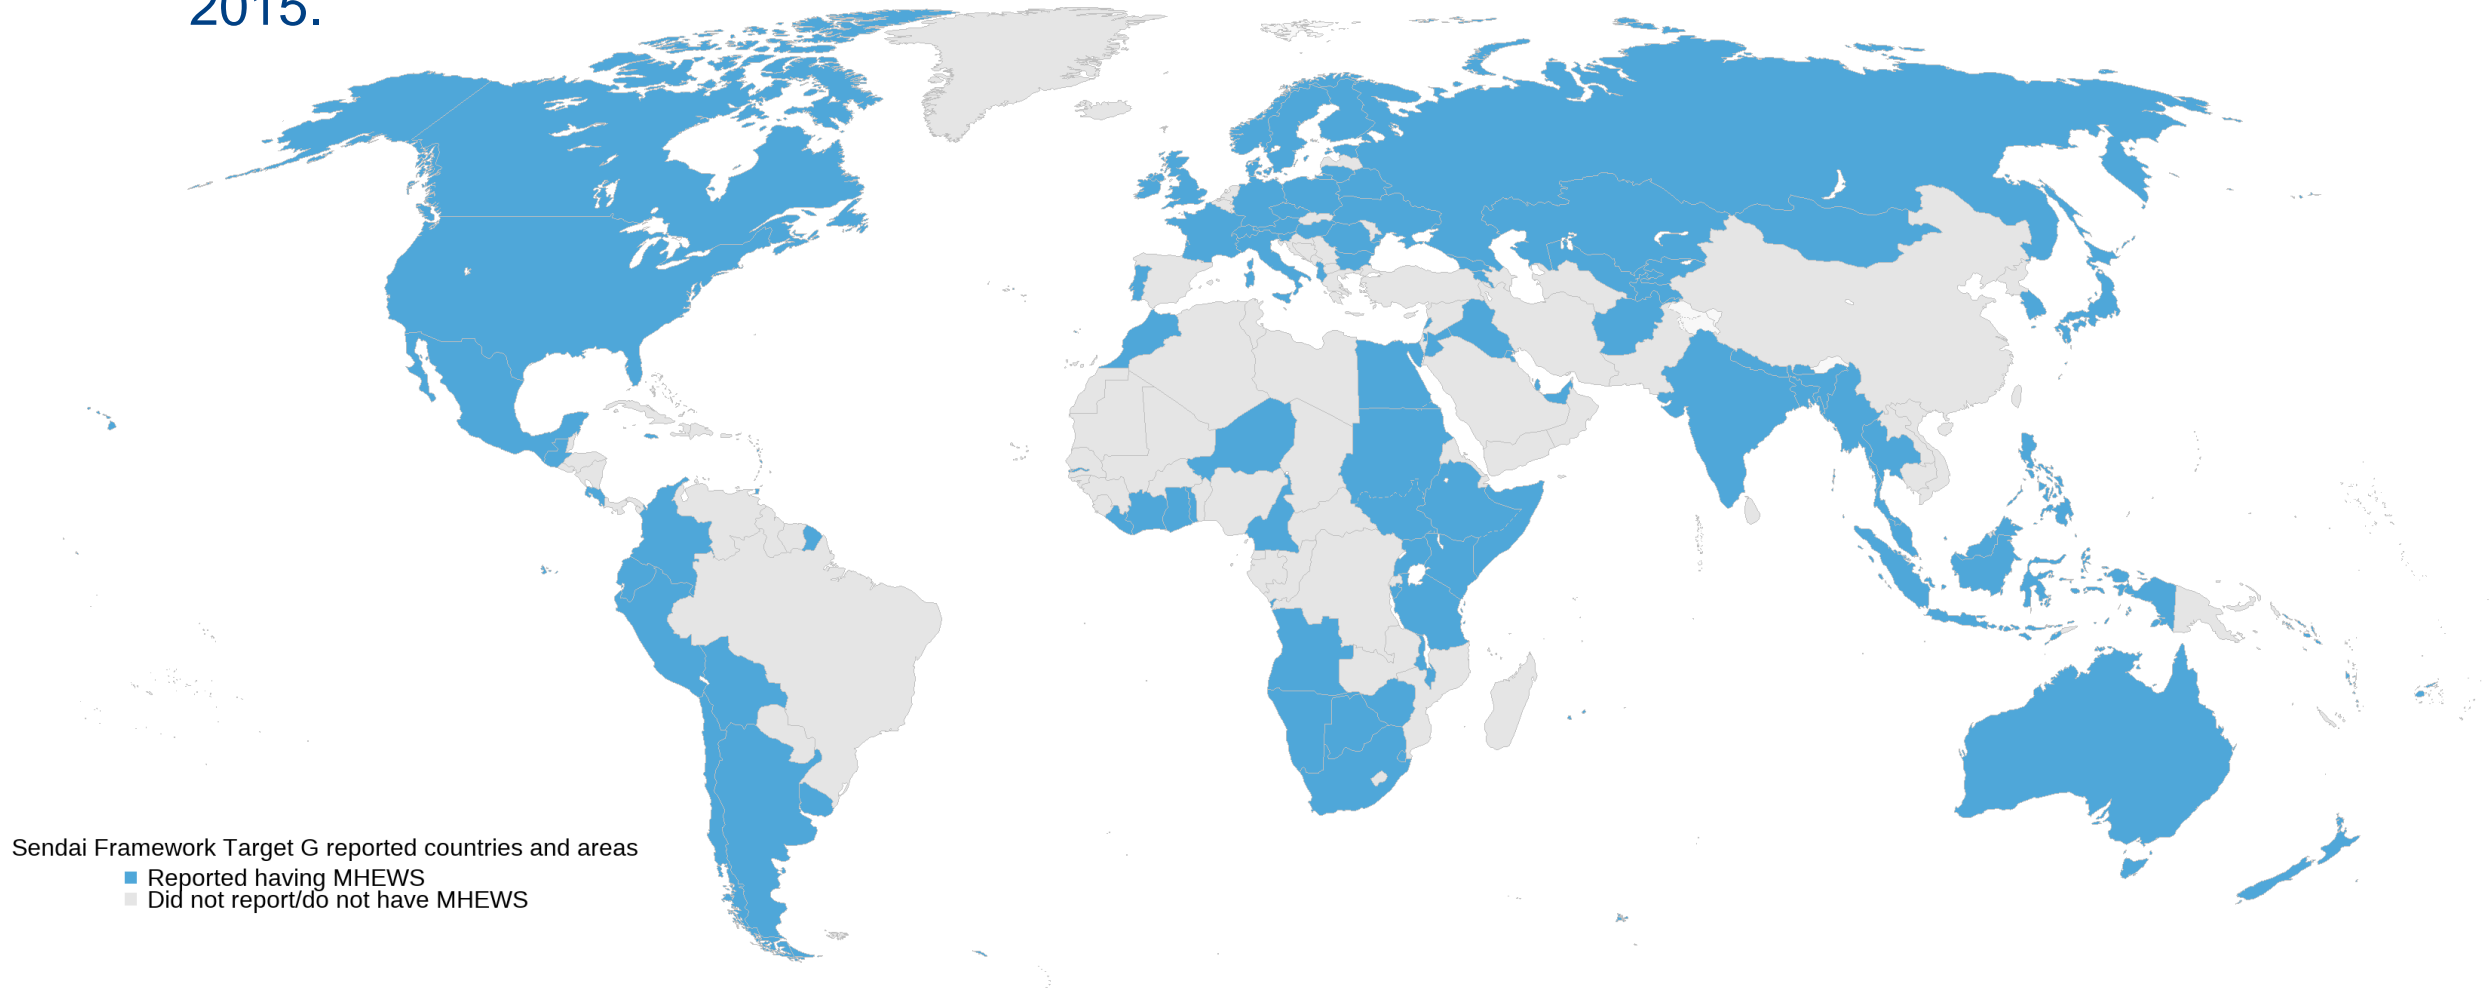 2015.
Sendai Framework Target G reported countries and areas
Reported having MHEWS
Did not report/do not have MHEWS